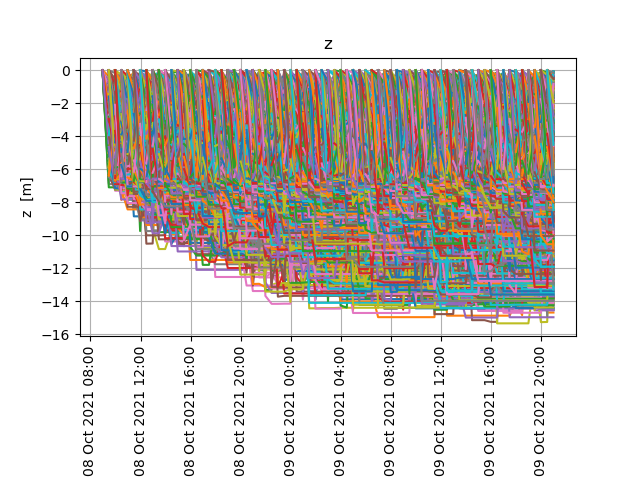 z
z [m]
0
−2
−4
−6
−8
−10
−12
−14
−16
08 Oct 2021 08:00
08 Oct 2021 12:00
08 Oct 2021 16:00
08 Oct 2021 20:00
09 Oct 2021 00:00
09 Oct 2021 04:00
09 Oct 2021 08:00
09 Oct 2021 12:00
09 Oct 2021 16:00
09 Oct 2021 20:00